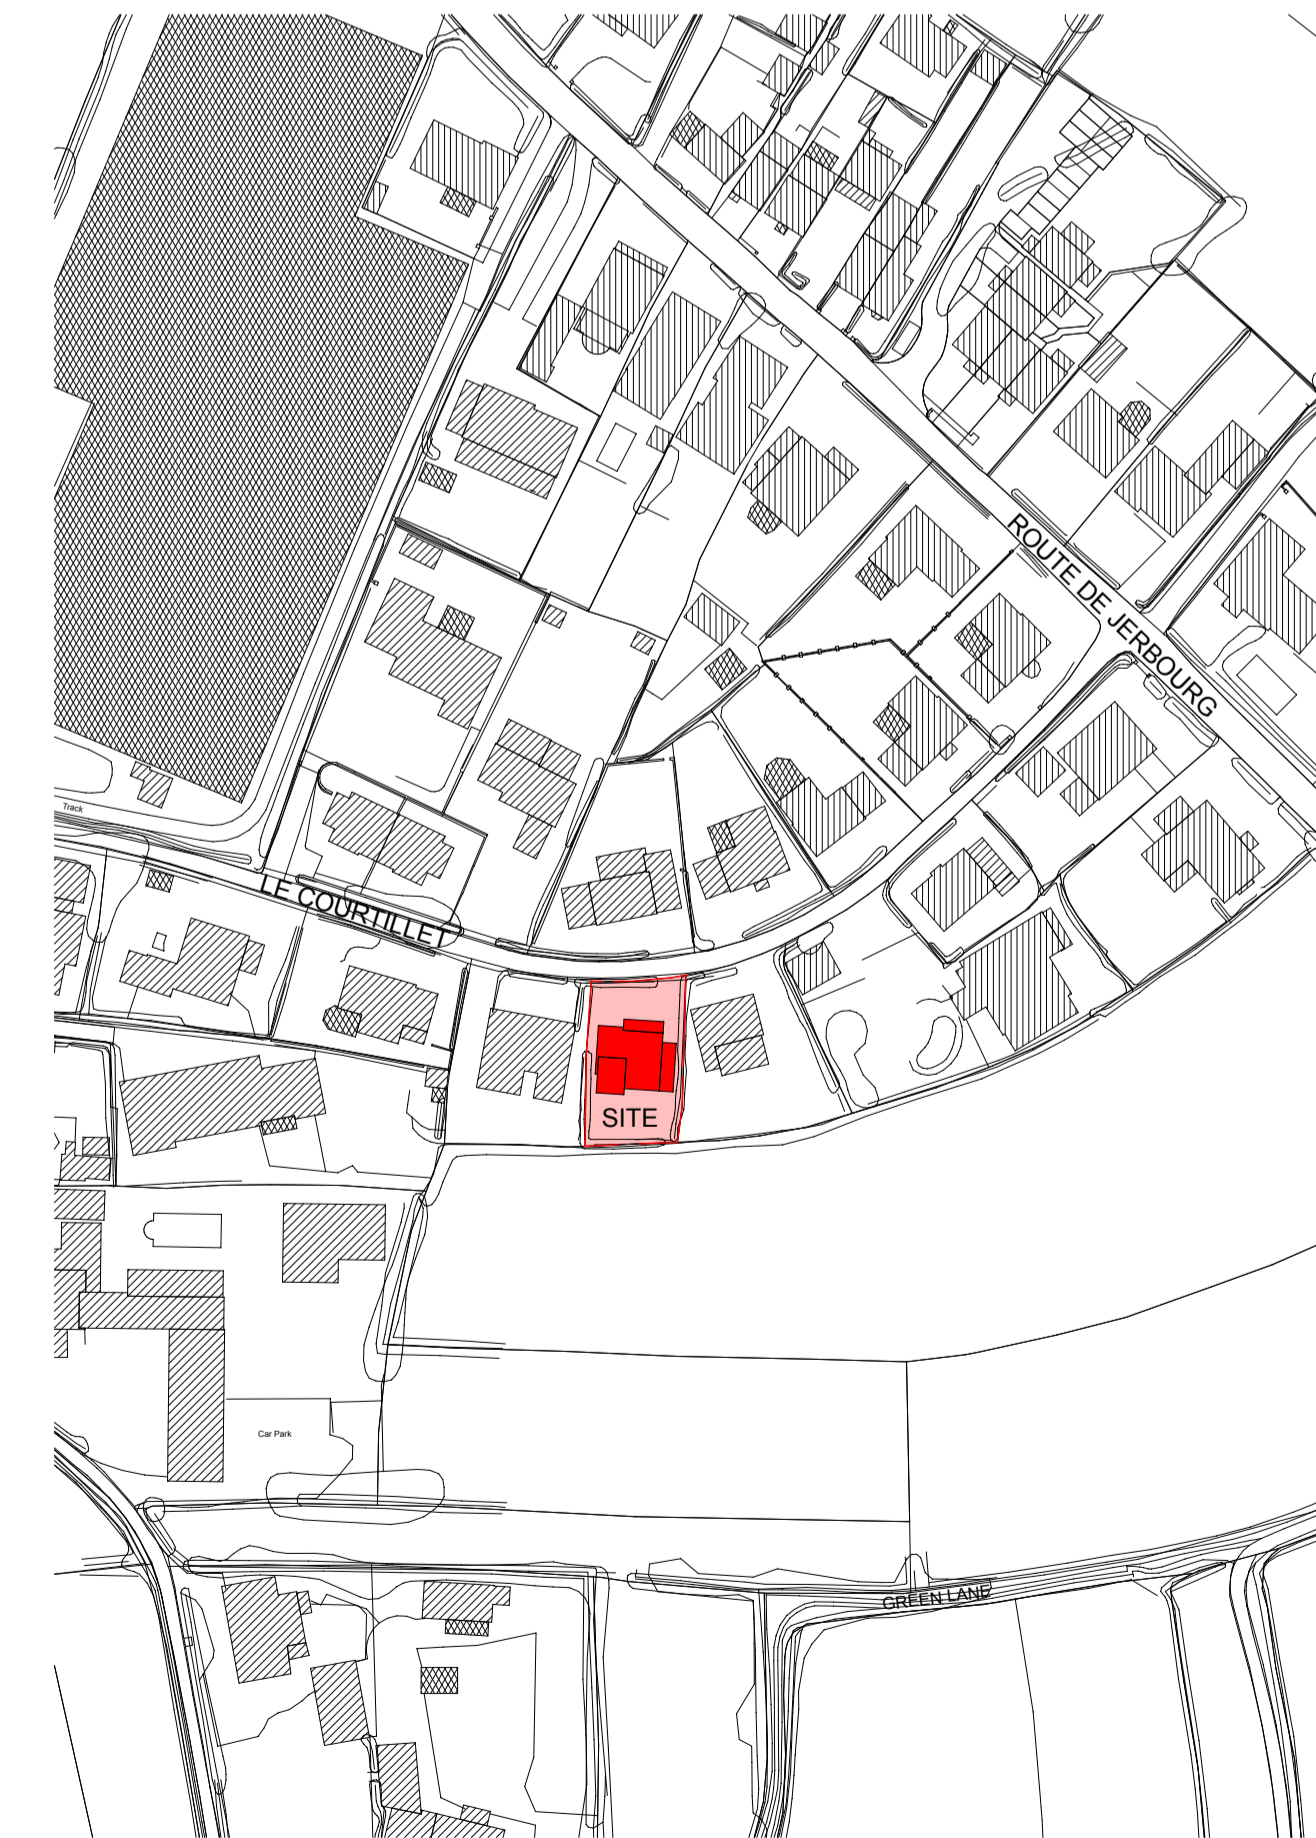 ROUTE DE JERBOURG
Track
LE COURTILLET
SITE
Car Park
GREEN LANE